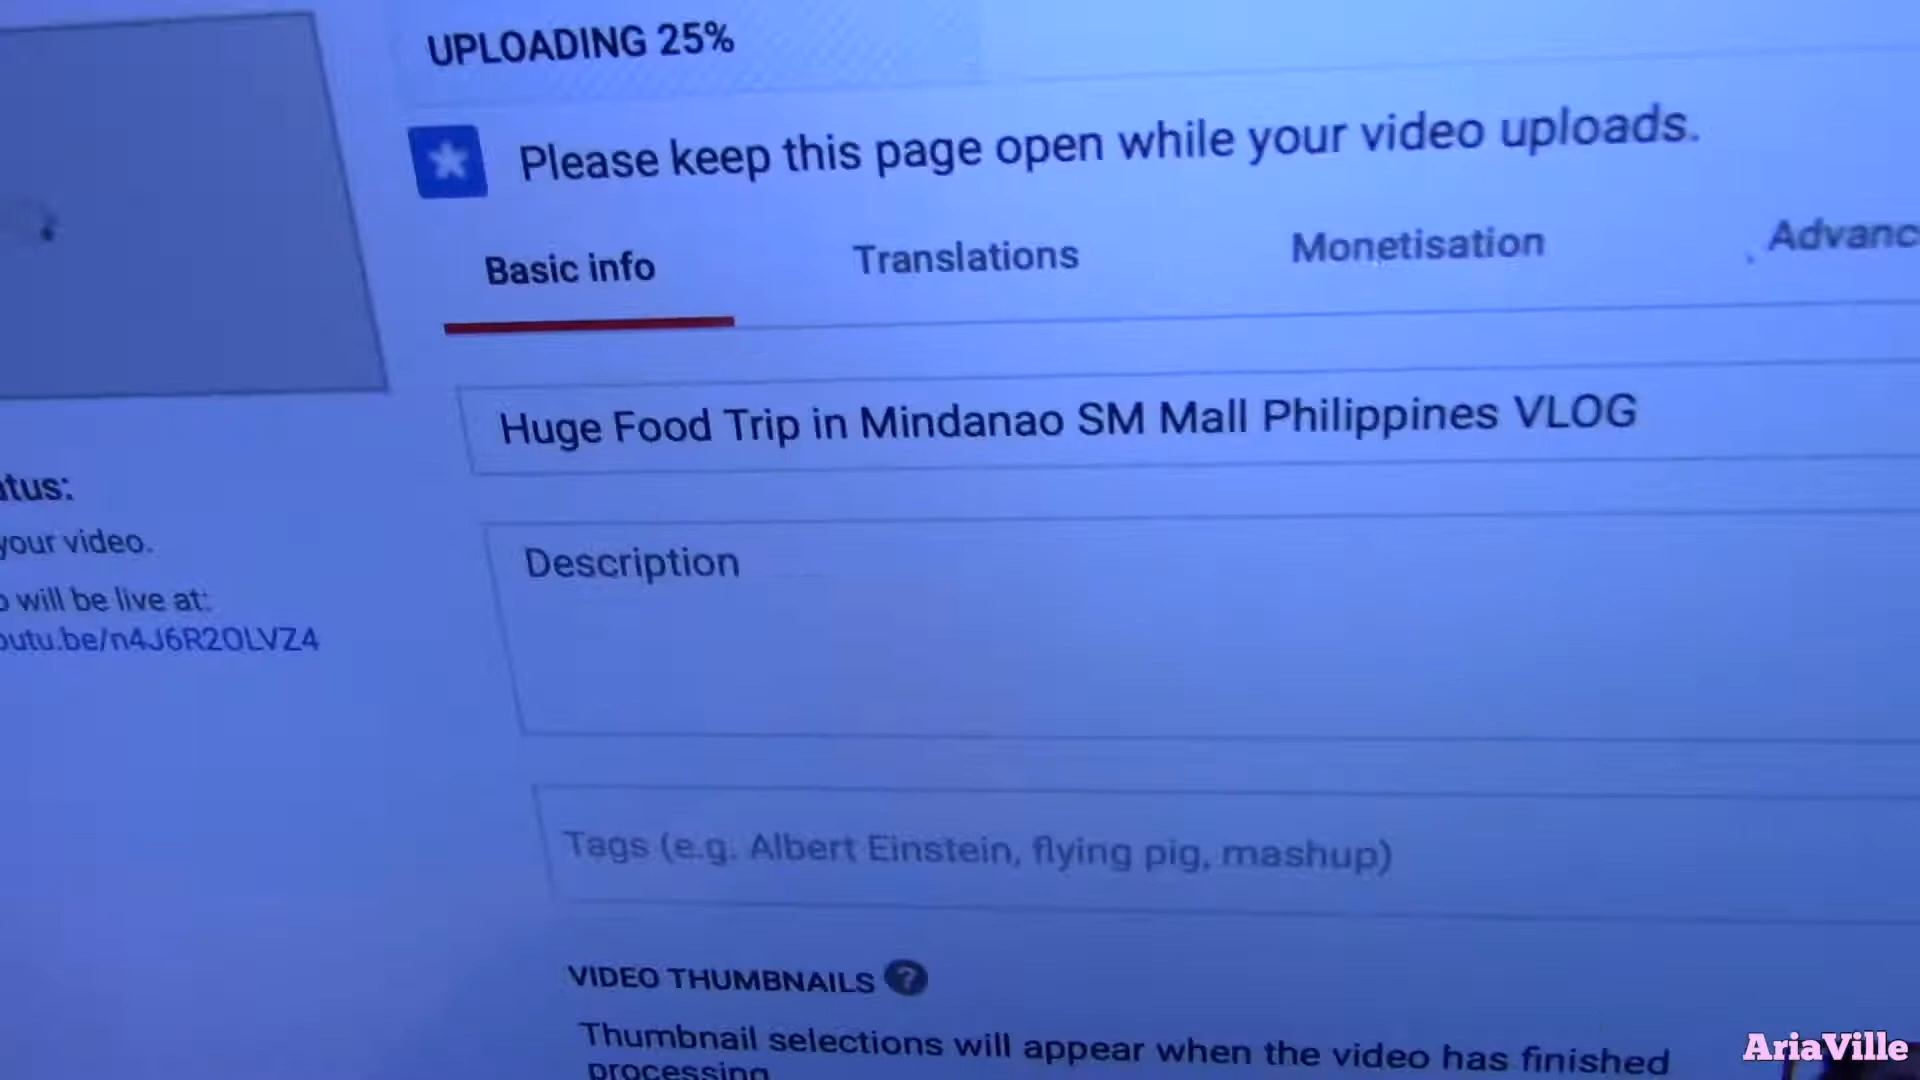 UPLOADING 25%
Please keep this page open while your video uploads.
Basic info Translations Monetisation Advanc
Huge Food Trip in Mindanao SM Mall Philippines VLOG
atus:
your video.
o will be live at:
outu.be/n4J6R2OLVZ4
Description
Tags (e.g. Albert Einstein, flying pig, mashup)
VIDEO THUMBNAILS ?
Thumbnail selections will appear when the video has finished
processing
AriaVille